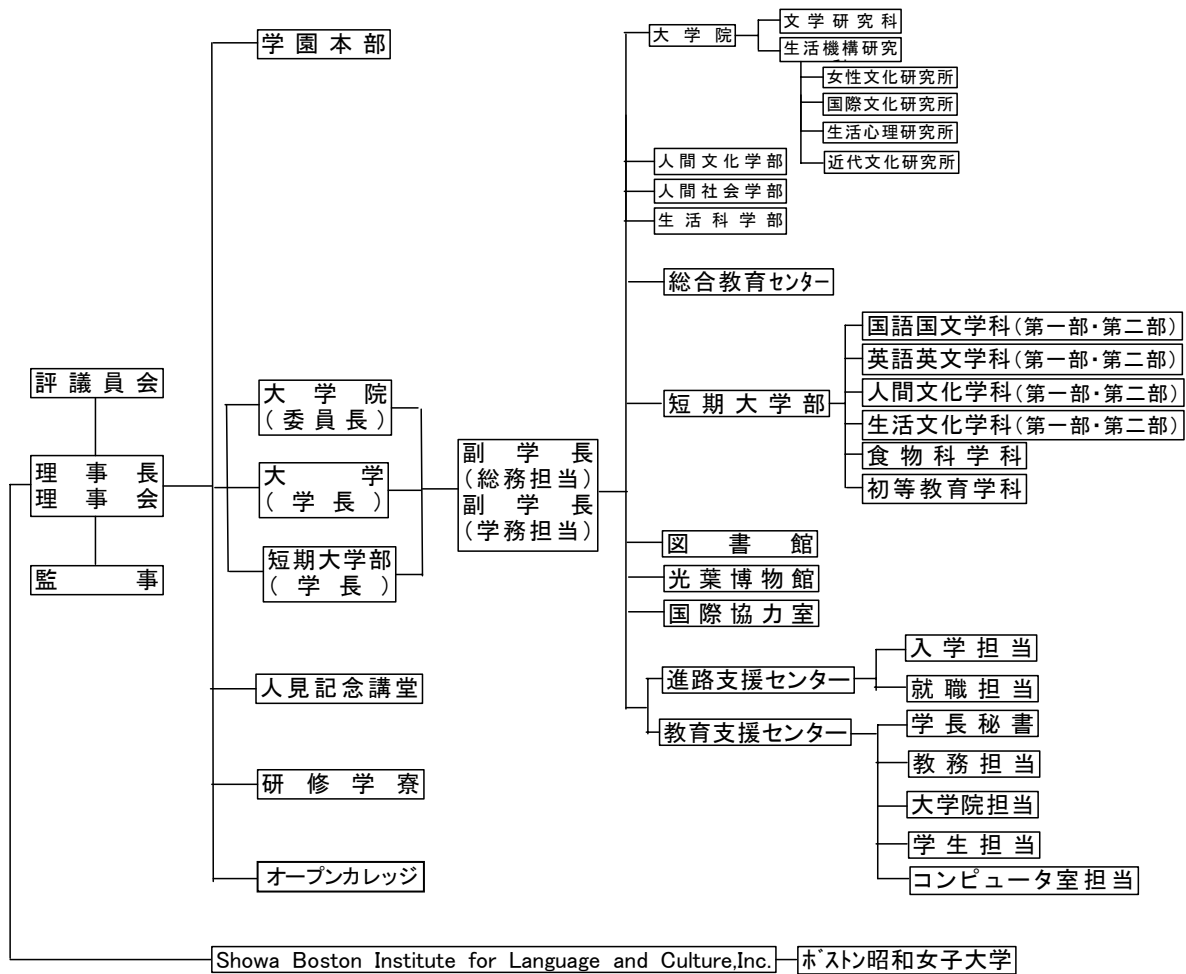 学園本部
大学院
文学研究科
生活機構研究
女性文化研究所
国際文化研究所
生活心理研究所
近代文化研究所
人間文化学部
人間社会学部
生活科学部
総合教育センター
短期大学部
国語国文学科(第一部・第二部)
英語英文学科(第一部・第二部)
人間文化学科(第一部・第二部)
生活文化学科(第一部・第二部)
食物科学科
初等教育学科
評議員会
理事長
理事会
監事
大学院
(委員長)
大学
(学長)
短期大学部
(学長)
副学長
(総務担当)
副学長
(学務担当)
図書館
光葉博物館
国際協力室
進路支援センター
入学担当
就職担当
教育支援センター
学長秘書
教務担当
大学院担当
学生担当
コンピュータ室担当
人見記念講堂
研修学寮
オープンカレッジ
Showa Boston Institute for Language and Culture,Inc.
ボストン昭和女子大学